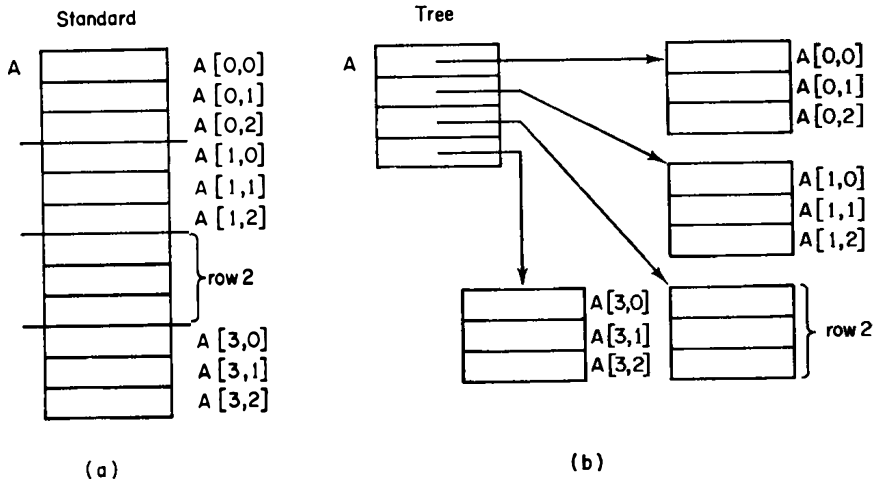 Standard
A
A[0,0]
A[0,1]
A[0,2]
A[1,0]
A[1,1]
A[1,2]
row 2
A[3,0]
A[3,1]
A[3,2]
(a)
Tree
A
A[0,0]
A[0,1]
A[0,2]
A[1,0]
A[1,1]
A[1,2]
A[3,0]
A[3,1]
A[3,2]
row 2
(b)